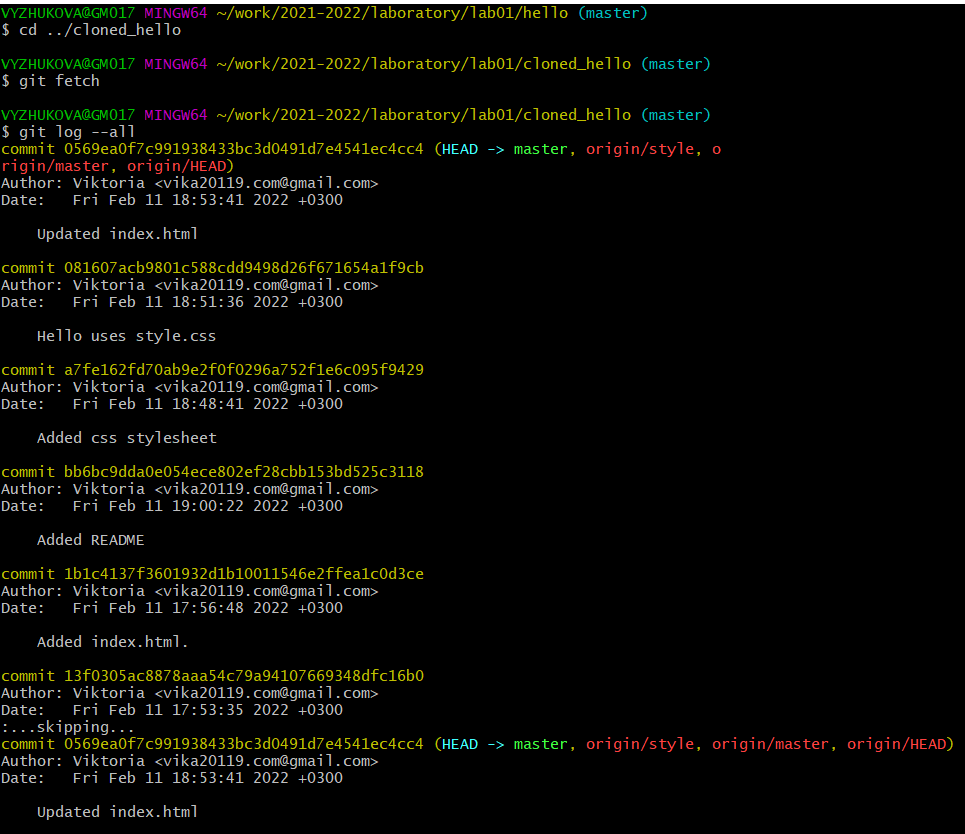 VYZHUKOVA@GMO17 MINGW64 ~/work/2021-2022/laboratory/lab01/hello (master)
$ cd ../cloned_hello
VYZHUKOVA@GMO17 MINGW64 ~/work/2021-2022/laboratory/lab01/cloned_hello (master)
$ git fetch
VYZHUKOVA@GMO17 MINGW64 ~/work/2021-2022/laboratory/lab01/cloned_hello (master)
$ git log --all
commit 0569ea0f7c991938433bc3d0491d7e4541ec4cc4 (HEAD -> master, origin/style, o
rigin/master, origin/HEAD)
Author: Viktoria <vika20119.com@gmail.com>
Date:   Fri Feb 11 18:53:41 2022 +0300
Updated index.html
commit 081607acb9801c588cdd9498d26f671654a1f9cb
Author: Viktoria <vika20119.com@gmail.com>
Date:   Fri Feb 11 18:51:36 2022 +0300
Hello uses style.css
commit a7fe162fd70ab9e2f0f0296a752f1e6c095f9429
Author: Viktoria <vika20119.com@gmail.com>
Date:   Fri Feb 11 18:48:41 2022 +0300
Added css stylesheet
commit bb6bc9dda0e054ece802ef28cbb153bd525c3118
Author: Viktoria <vika20119.com@gmail.com>
Date:   Fri Feb 11 19:00:22 2022 +0300
Added README
commit 1b1c4137f3601932d1b10011546e2ffea1c0d3ce
Author: Viktoria <vika20119.com@gmail.com>
Date:   Fri Feb 11 17:56:48 2022 +0300
Added index.html.
commit 13f0305ac8878aaa54c79a94107669348dfc16b0
Author: Viktoria <vika20119.com@gmail.com>
Date:   Fri Feb 11 17:53:35 2022 +0300
:...skipping...
commit 0569ea0f7c991938433bc3d0491d7e4541ec4cc4 (HEAD -> master, origin/style, origin/master, origin/HEAD)
Author: Viktoria <vika20119.com@gmail.com>
Date:   Fri Feb 11 18:53:41 2022 +0300
Updated index.html